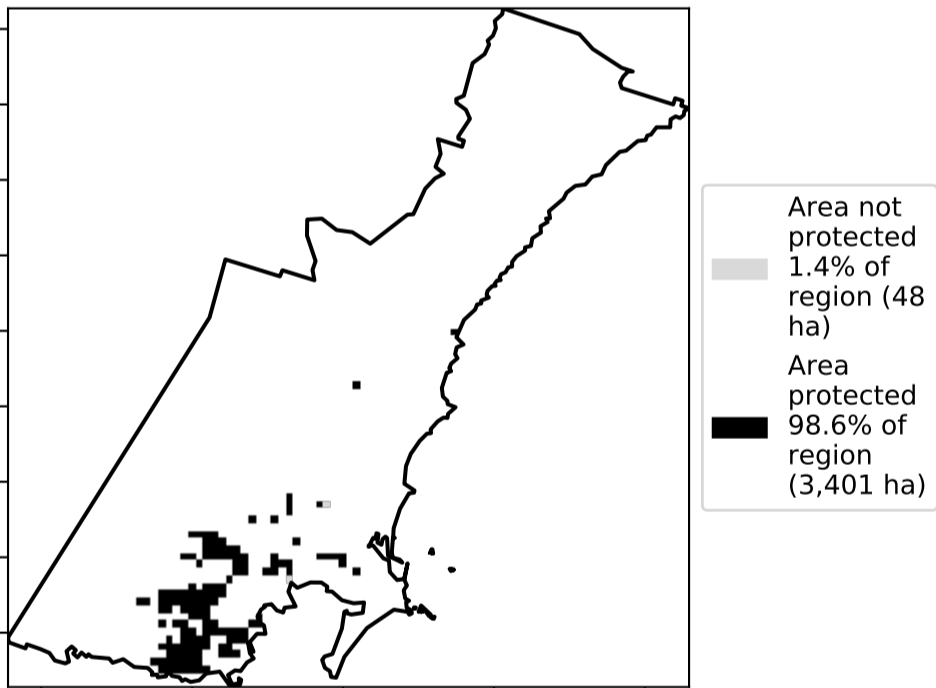 Area not
protected
1.4% of
region (48
ha)
Area
protected
98.6% of
region
(3,401 ha)